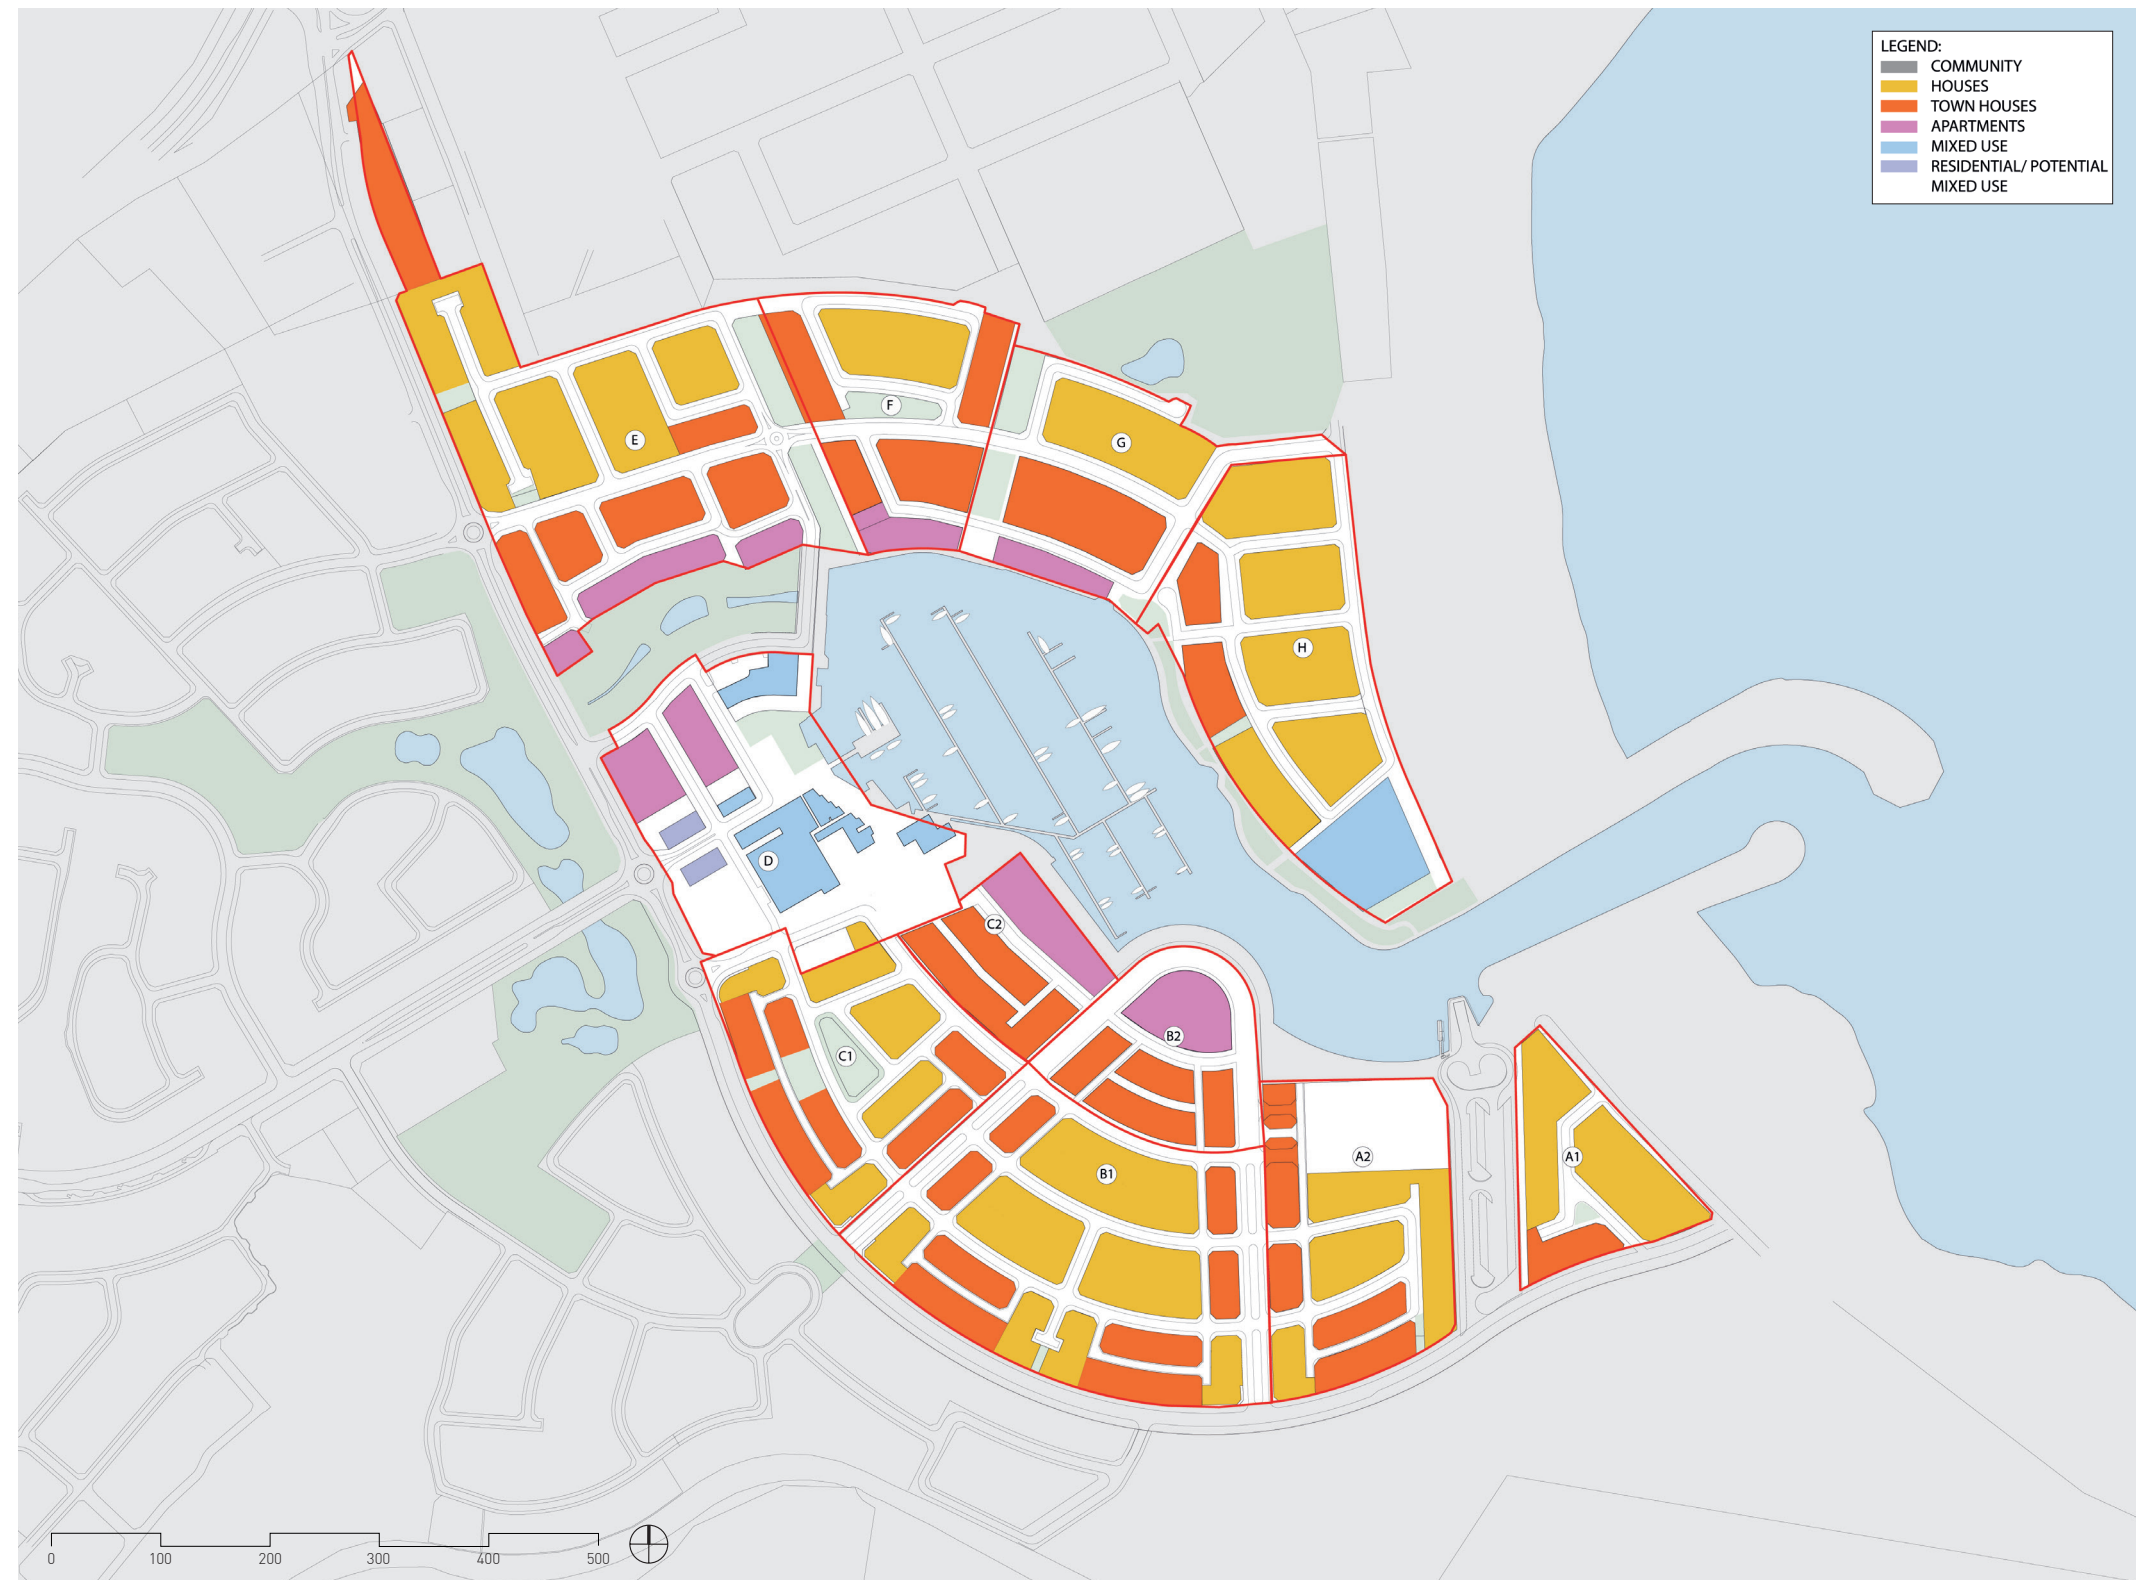 LEGEND:
COMMUNITY
HOUSES
TOWN HOUSES
APARTMENTS
MIXED USE
RESIDENTIAL/ POTENTIAL
MIXED USE
F
E
G
H
D
C2
B2
C1
A2
A1
B1
0 100 200 300 400 500